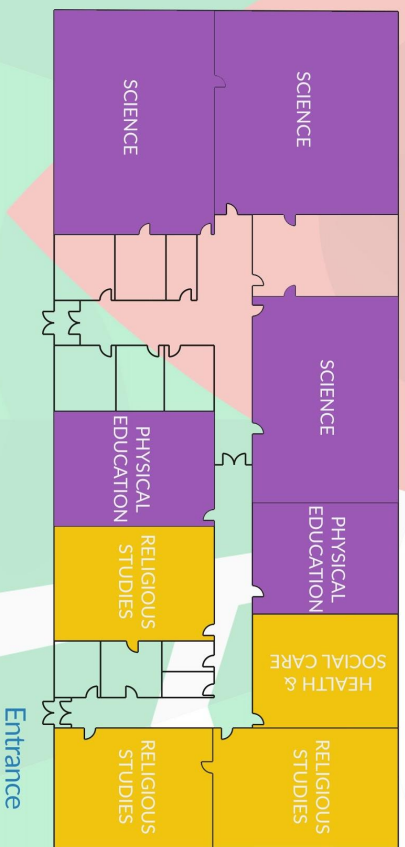 SCIENCE
SCIENCE
SCIENCE
PHYSICAL
EDUCATION
PHYSICAL
EDUCATION
RELIGIOUS
STUDIES
HEALTH &
SOCIAL CARE
RELIGIOUS
STUDIES
RELIGIOUS
STUDIES
Entrance